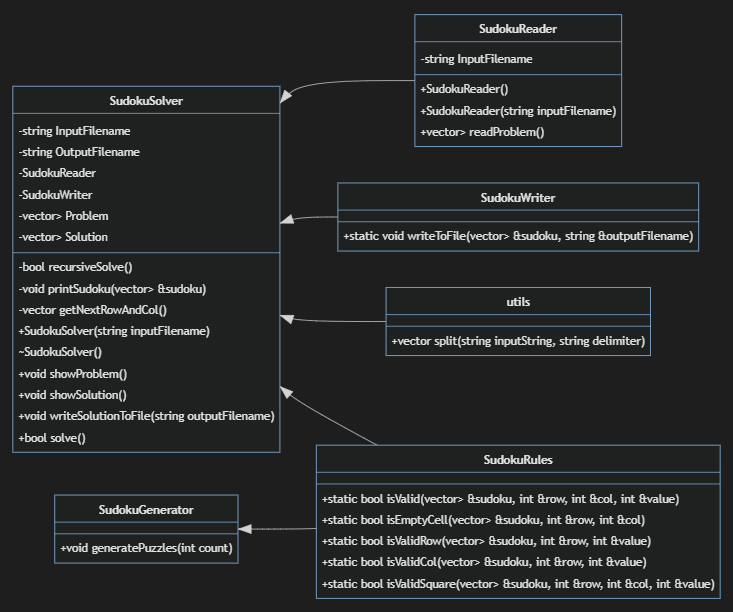 SudokuReader
-string InputFilename
+SudokuReader()
+SudokuReader(string inputFilename)
+vector> readProblem()
SudokuSolver
-string InputFilename
-string OutputFilename
-SudokuReader
-SudokuWriter
-vector> Problem
-vector> Solution
-bool recursiveSolve()
-void printSudoku(vector> &sudoku)
-vector getNextRowAndCol()
+SudokuSolver(string inputFilename)
~SudokuSolver()
+void showProblem()
+void showSolution()
+void writeSolutionToFile(string outputFilename)
+bool solve()
SudokuWriter
+static void writeToFile(vector> &sudoku, string &outputFilename)
utils
+vector split(string inputString, string delimiter)
SudokuRules
+static bool isValid(vector> &sudoku, int &row, int &col, int &value)
+static bool isEmptyCell(vector> &sudoku, int &row, int &col)
+static bool isValidRow(vector> &sudoku, int &row, int &value)
+static bool isValidCol(vector> &sudoku, int &row, int &value)
+static bool isValidSquare(vector> &sudoku, int &row, int &col, int &value)
SudokuGenerator
+void generatePuzzles(int count)